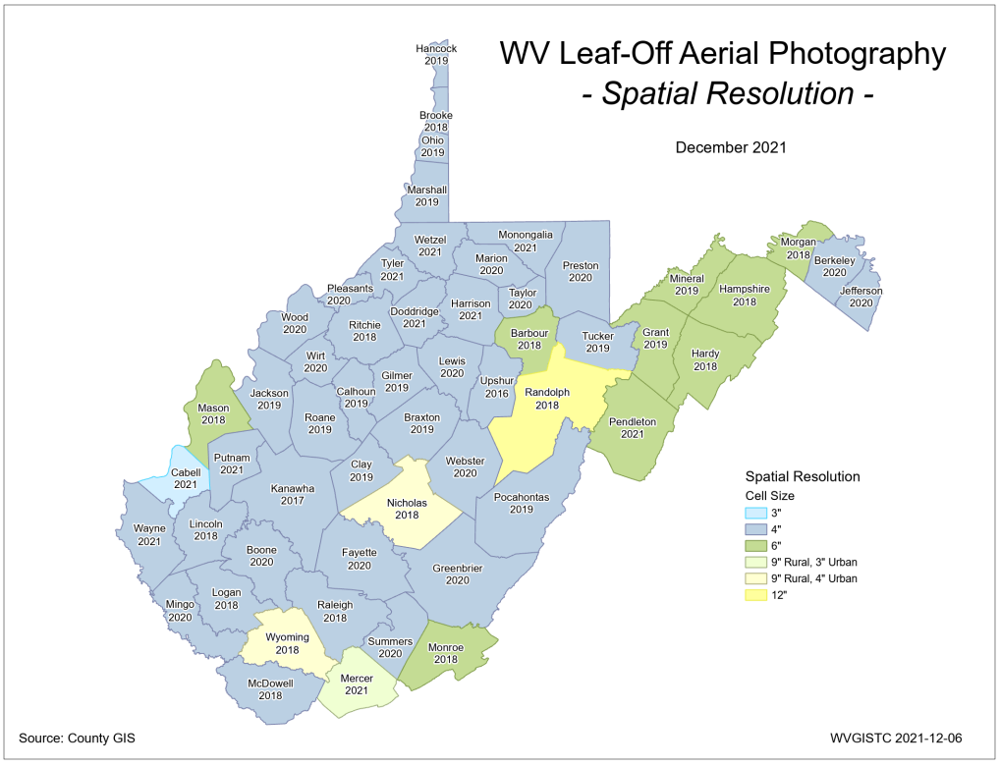 WV Leaf-Off Aerial Photography
- Spatial Resolution -
December 2021
Hancock
2019
Brooke
2018
Ohio
2019
Marshall
2019
Wetzel
2021
Monongalia
2021
Marion
2020
Preston
2020
Tyler
2021
Pleasants
2020
Doddridge
2021
Harrison
2021
Taylor
2020
Morgan
2018
Berkeley
2020
Jefferson
2020
Mineral
2019
Hampshire
2018
Wood
2020
Ritchie
2018
Barbour
2018
Tucker
2019
Grant
2019
Hardy
2018
Wirt
2020
Lewis
2020
Gilmer
2019
Upshur
2016
Randolph
2018
Calhoun
2019
Jackson
2019
Roane
2019
Braxton
2019
Pendleton
2021
Mason
2018
Putnam
2021
Cabell
2021
Clay
2019
Webster
2020
Kanawha
2017
Nicholas
2018
Pocahontas
2019
Wayne
2021
Lincoln
2018
Boone
2020
Fayette
2020
Greenbrier
2020
Mingo
2020
Logan
2018
Raleigh
2018
Wyoming
2018
Summers
2020
Monroe
2018
McDowell
2018
Mercer
2021
Spatial Resolution
Cell Size
3"
4"
6"
9" Rural, 3" Urban
9" Rural, 4" Urban
12"
Source: County GIS
WVGISTC 2021-12-06